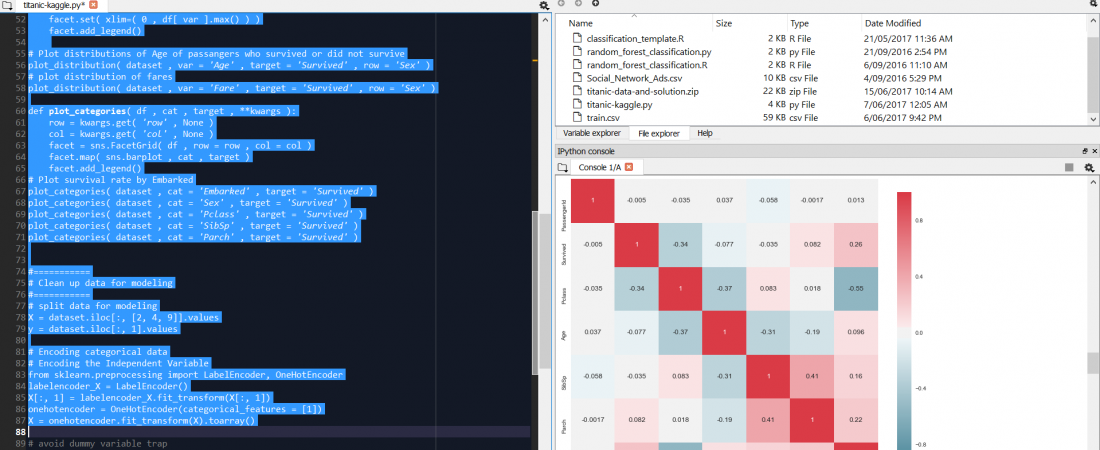 titanic-kaggle.py*
52 facet.set( xlim=( 0 , df[ var ].max() ) )
53 facet.add_legend()
54
55 # Plot distributions of Age of passangers who survived or did not survive
56 plot_distribution( dataset , var = 'Age' , target = 'Survived' , row = 'Sex' )
57 # plot distribution of fares
58 plot_distribution( dataset , var = 'Fare' , target = 'Survived' , row = 'Sex' )
59
60 def plot_categories( df , cat , target , **kwargs ):
61 row = kwargs.get( 'row' , None )
62 col = kwargs.get( 'col' , None )
63 facet = sns.FacetGrid( df , row = row , col = col )
64 facet.map( sns.barplot , cat , target )
65 facet.add_legend()
66 # Plot survival rate by Embarked
67 plot_categories( dataset , cat = 'Embarked' , target = 'Survived' )
68 plot_categories( dataset , cat = 'Sex' , target = 'Survived' )
69 plot_categories( dataset , cat = 'Pclass' , target = 'Survived' )
70 plot_categories( dataset , cat = 'SibSp' , target = 'Survived' )
71 plot_categories( dataset , cat = 'Parch' , target = 'Survived' )
72
73
74 #===========
75 # Clean up data for modeling
76 #===========
77 # split data for modeling
78 X = dataset.iloc[:, [2, 4, 9]].values
79 y = dataset.iloc[:, 1].values
80
81 # Encoding categorical data
82 # Encoding the Independent Variable
83 from sklearn.preprocessing import LabelEncoder, OneHotEncoder
84 labelencoder_X = LabelEncoder()
85 X[:, 1] = labelencoder_X.fit_transform(X[:, 1])
86 onehotencoder = OneHotEncoder(categorical_features = [1])
87 X = onehotencoder.fit_transform(X).toarray()
88
89 # avoid dummy variable trap
Name Size Type Date Modified
classification_template.R 2 KB R File 21/05/2017 11:36 AM
random_forest_classification.py 2 KB py File 21/09/2016 2:54 PM
random_forest_classification.R 2 KB R File 6/09/2016 11:10 AM
Social_Network_Ads.csv 10 KB csv File 4/09/2016 5:29 PM
titanic-data-and-solution.zip 22 KB zip File 15/06/2017 10:14 AM
titanic-kaggle.py 4 KB py File 7/06/2017 12:05 AM
train.csv 59 KB csv File 6/06/2017 9:42 PM
Variable explorer File explorer Help
IPython console
Console 1/A
PassengerId 1 -0.005 -0.035 0.037 -0.058 -0.0017 0.013
Survived -0.005 1 -0.34 -0.077 -0.035 0.082 0.26
Pclass -0.035 -0.34 1 -0.37 0.083 0.018 -0.55
Age 0.037 -0.077 -0.37 1 -0.31 -0.19 0.096
SibSp -0.058 -0.035 0.083 -0.31 1 0.41 0.16
Parch -0.0017 0.082 0.018 -0.19 0.41 1 0.22
0.8
0.4
0.0
-0.4
-0.8